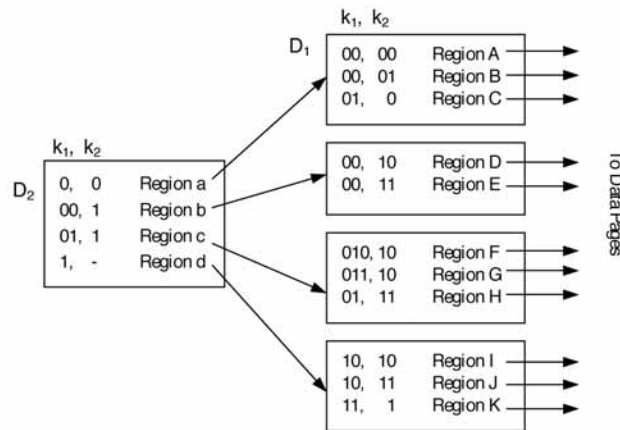 k1, k2
D1
00, 00 Region A
00, 01 Region B
01, 0 Region C
k1, k2
D2
0, 0 Region a
00, 1 Region b
01, 1 Region c
1, - Region d
00, 10 Region D
00, 11 Region E
010, 10 Region F
011, 10 Region G
01, 11 Region H
10, 10 Region I
10, 11 Region J
11, 1 Region K
To Data Pages